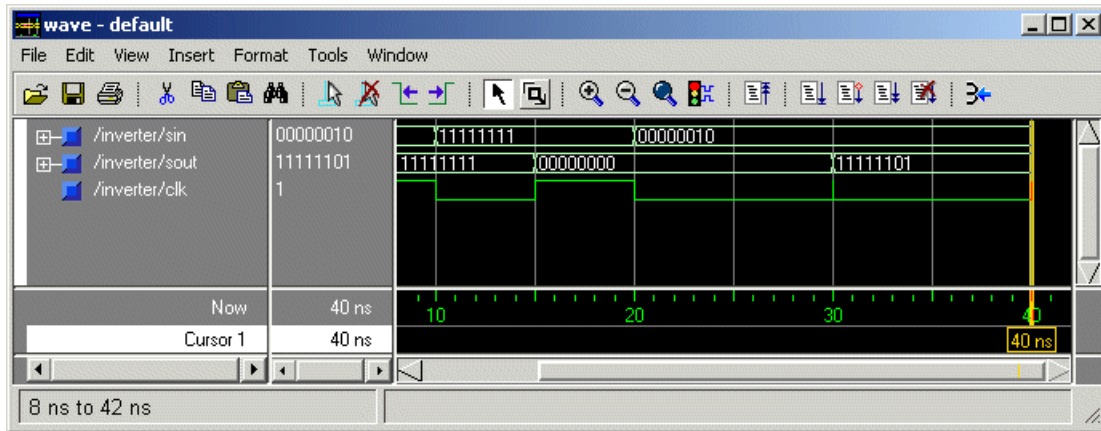 wave - default
File Edit View Insert Format Tools Window
/inverter/sin 00000010 11111111 00000010
/inverter/sout 11111101 11111111 00000000 11111101
/inverter/clk 1
Now 40 ns 10 20 30 40
Cursor 1 40 ns 40 ns
8 ns to 42 ns